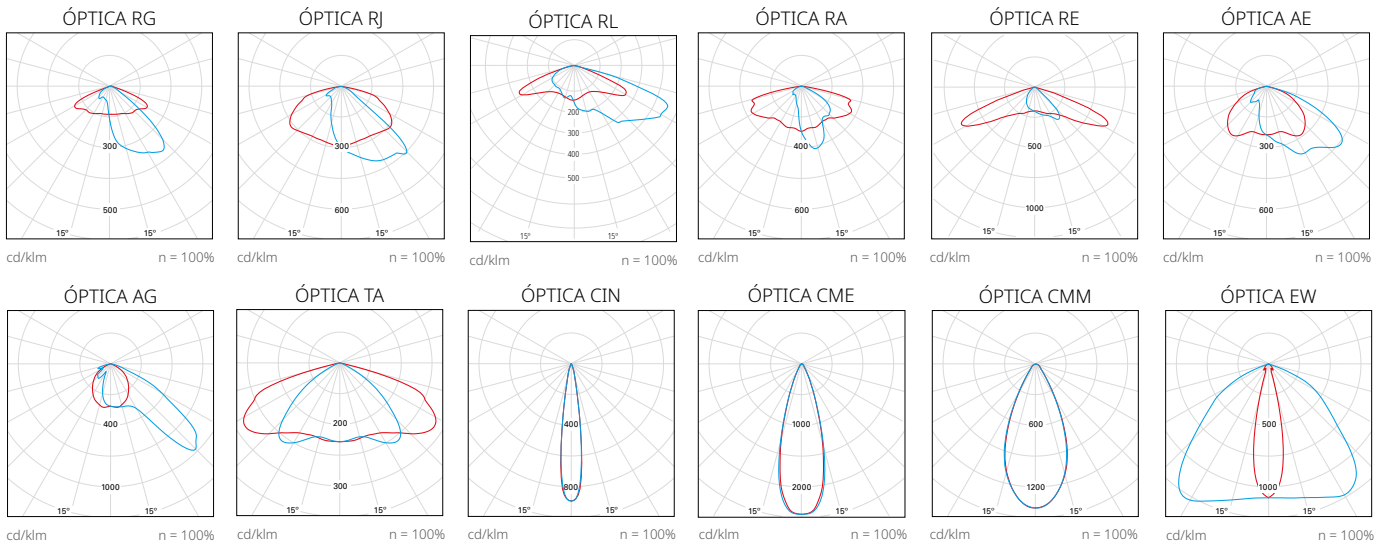 ÓPTICA RG
300
500
15° 15°
cd/klm n = 100%
ÓPTICA RJ
300
600
15° 15°
cd/klm n = 100%
ÓPTICA RL
200
300
400
500
15°
cd/klm n = 100%
ÓPTICA RA
400
600
15° 15°
cd/klm n = 100%
ÓPTICA RE
500
1000
15° 15°
cd/klm n = 100%
ÓPTICA AE
300
600
15° 15°
cd/klm n = 100%
ÓPTICA AG
400
1000
15° 15°
cd/klm n = 100%
ÓPTICA TA
200
300
15° 15°
cd/klm n = 100%
ÓPTICA CIN
400
800
15° 15°
cd/klm n = 100%
ÓPTICA CME
1000
2000
15° 15°
cd/klm n = 100%
ÓPTICA CMM
600
1200
15° 15°
cd/klm n = 100%
ÓPTICA EW
500
1000
15° 15°
cd/klm n = 100%